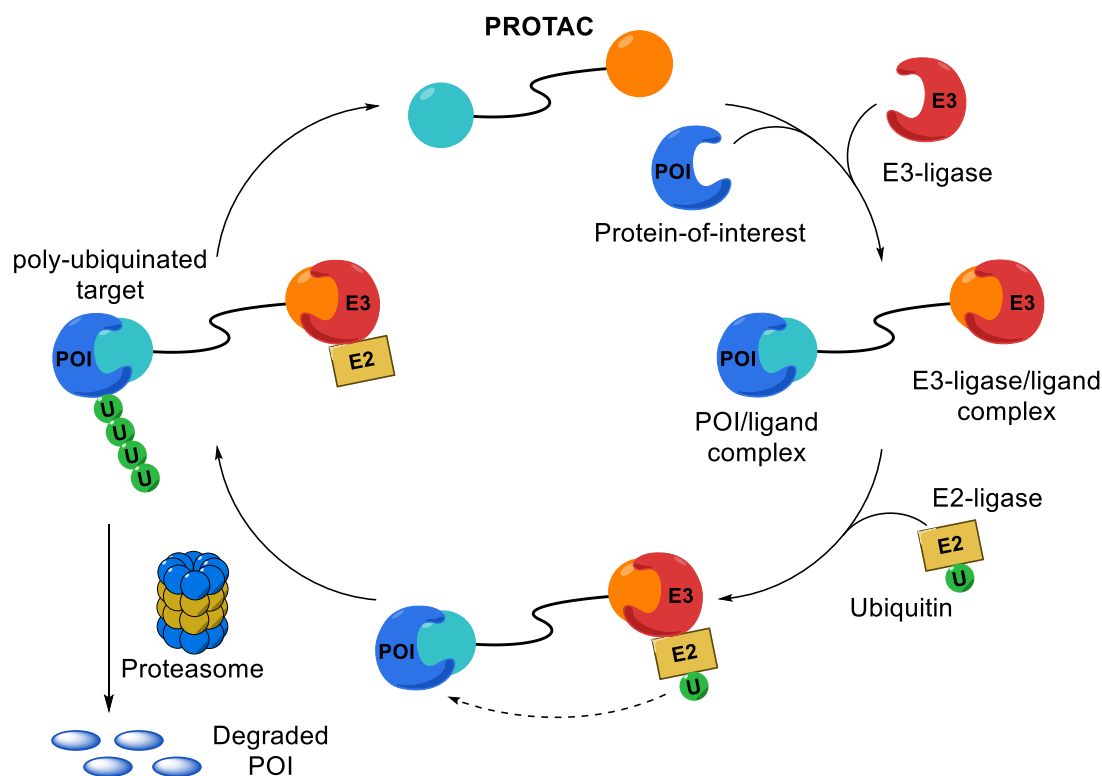 PROTAC
E3
E3-ligase
POI
Protein-of-interest
poly-ubiquinated
target
E3
POI
E2
U
U
U
U
E3
POI
E3-ligase/ligand
complex
POI/ligand
complex
E2-ligase
E2
U
Ubiquitin
E3
POI
E2
U
Proteasome
Degraded
POI